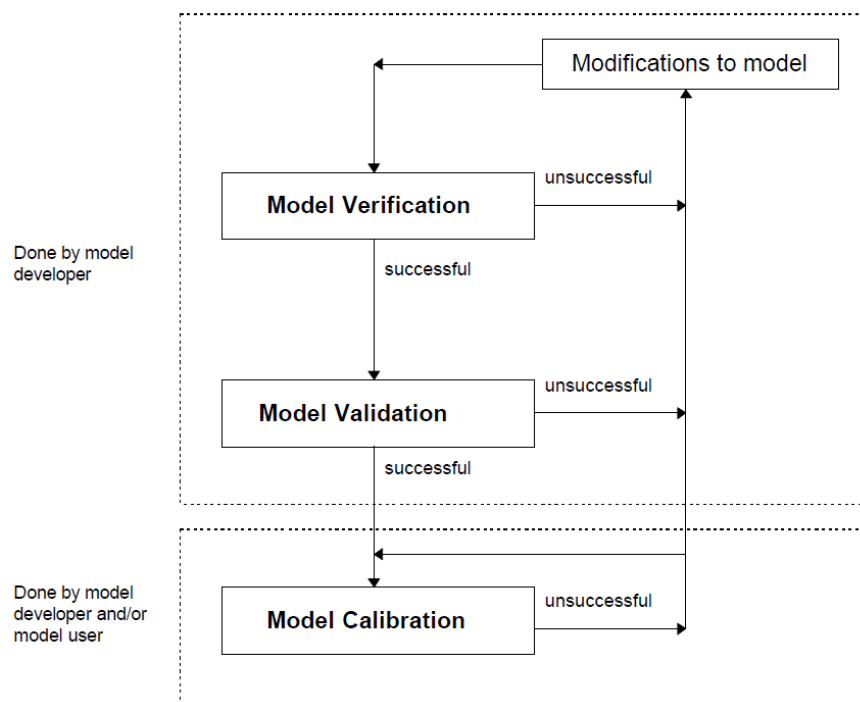 Modifications to model
unsuccessful
Model Verification
Done by model
developer
successful
unsuccessful
Model Validation
successful
Done by model
developer and/or
model user
unsuccessful
Model Calibration